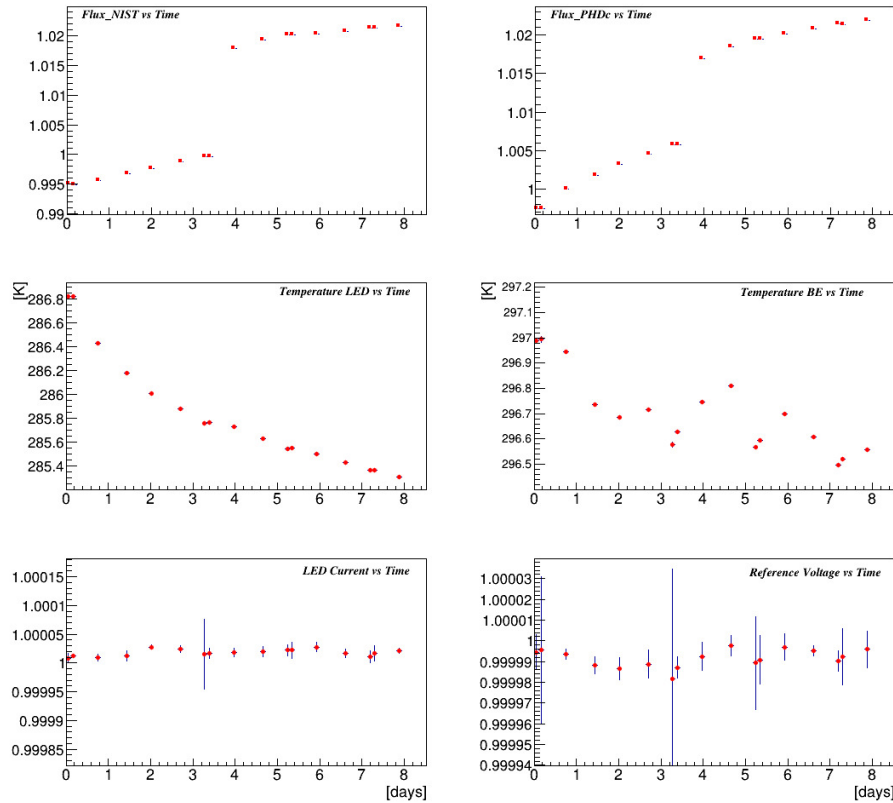 Flux_NIST vs Time
1.02
1.015
1.01
1.005
1
0.995
0.99
0 1 2 3 4 5 6 7 8
Flux_PHDc vs Time
1.02
1.015
1.01
1.005
1
0 1 2 3 4 5 6 7 8
[K]
Temperature LED vs Time
286.8
286.6
286.4
286.2
286
285.8
285.6
285.4
0 1 2 3 4 5 6 7 8
[K]
Temperature BE vs Time
297.2
297.1
297
296.9
296.8
296.7
296.6
296.5
0 1 2 3 4 5 6 7 8
LED Current vs Time
1.00015
1.0001
1.00005
1
0.99995
0.9999
0.99985
0 1 2 3 4 5 6 7 8
[days]
Reference Voltage vs Time
1.00003
1.00002
1.00001
1
0.99999
0.99998
0.99997
0.99996
0.99995
0.99994
0 1 2 3 4 5 6 7 8
[days]